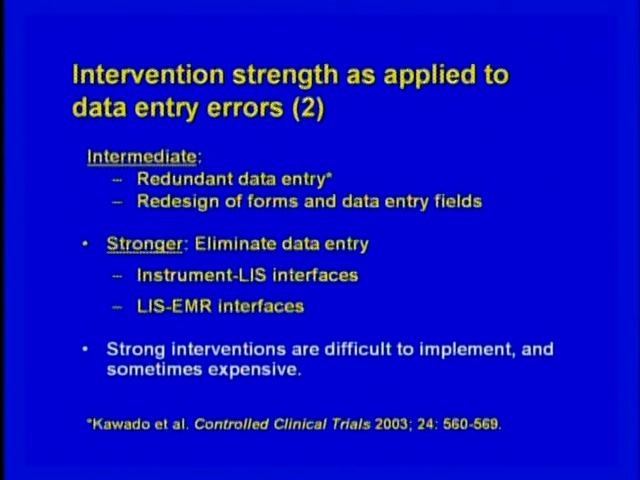 Intervention strength as applied to
data entry errors (2)
Intermediate:
– Redundant data entry*
– Redesign of forms and data entry fields
• Stronger: Eliminate data entry
– Instrument-LIS interfaces
– LIS-EMR interfaces
• Strong interventions are difficult to implement, and
sometimes expensive.
*Kawado et al. Controlled Clinical Trials 2003; 24: 560-569.